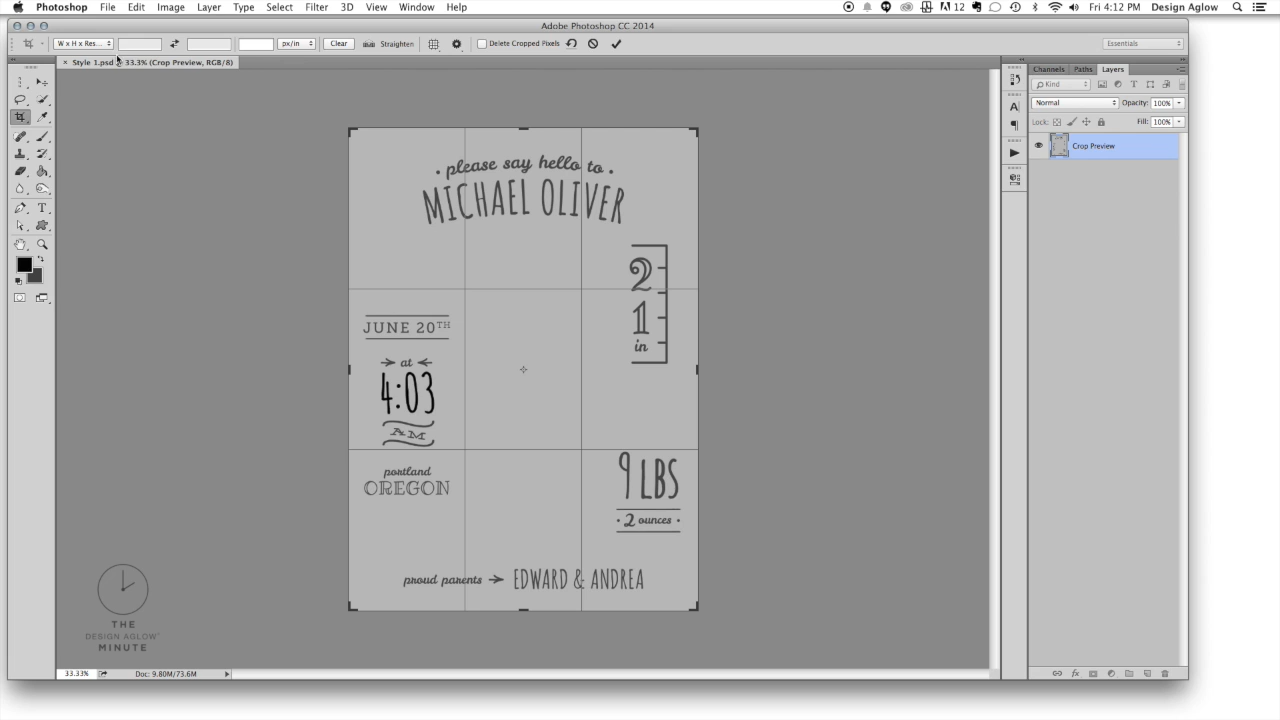 Photoshop File Edit Image Layer Type Select Filter 3D View Window Help
12 Fri 4:12 PM Design Aglow
Adobe Photoshop CC 2014
W x H x Res... px/in Clear Straighten Delete Cropped Pixels Essentials
Style 1.psd @ 33.3% (Crop Preview, RGB/8)
Channels Paths Layers
Kind
Normal Opacity: 100%
Lock: Fill: 100%
Crop Preview
• please say hello to •
MICHAEL OLIVER
2
1
in
JUNE 20TH
at
4:03
AM
portland
OREGON
9 LBS
• 2 ounces •
proud parents → EDWARD & ANDREA
THE
DESIGN AGLOW
MINUTE
33.33% Doc: 9.80M/73.6M